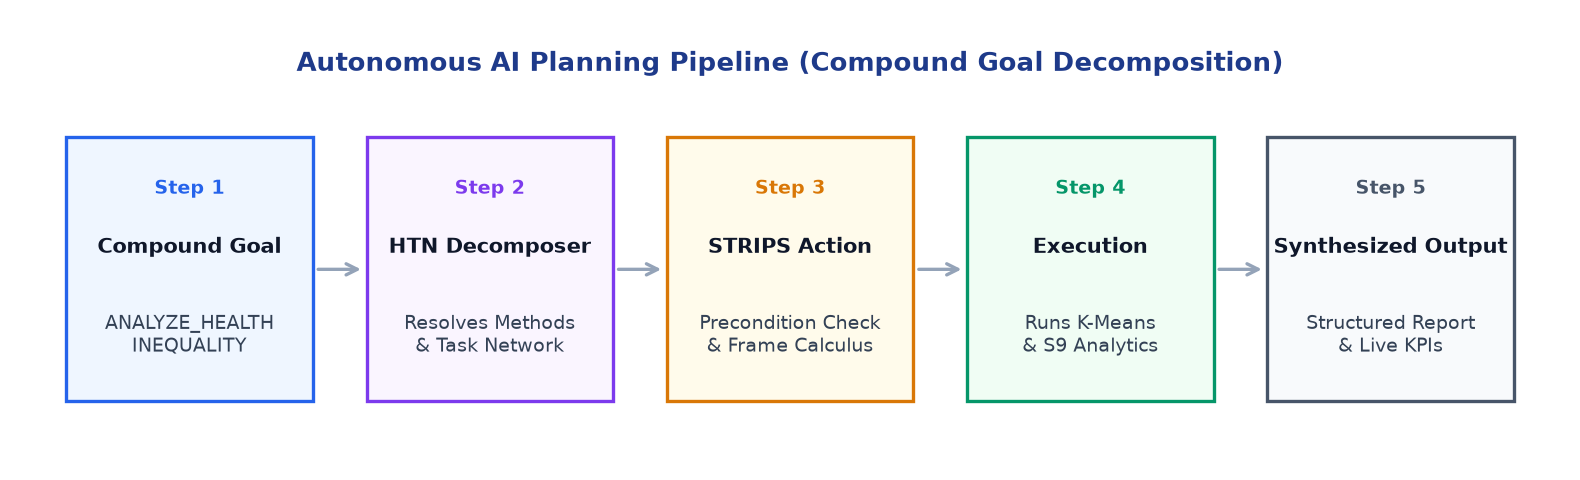 Autonomous AI Planning Pipeline (Compound Goal Decomposition)
Step 1
Compound Goal
ANALYZE_HEALTH
INEQUALITY
Step 2
HTN Decomposer
Resolves Methods
& Task Network
Step 3
STRIPS Action
Precondition Check
& Frame Calculus
Step 4
Execution
Runs K-Means
& S9 Analytics
Step 5
Synthesized Output
Structured Report
& Live KPIs